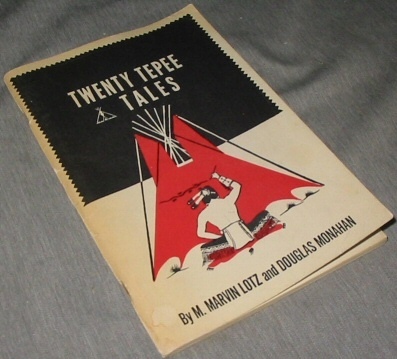 TWENTY TEPEE
TALES
By M. MARVIN LOTZ and DOUGLAS MONAHAN